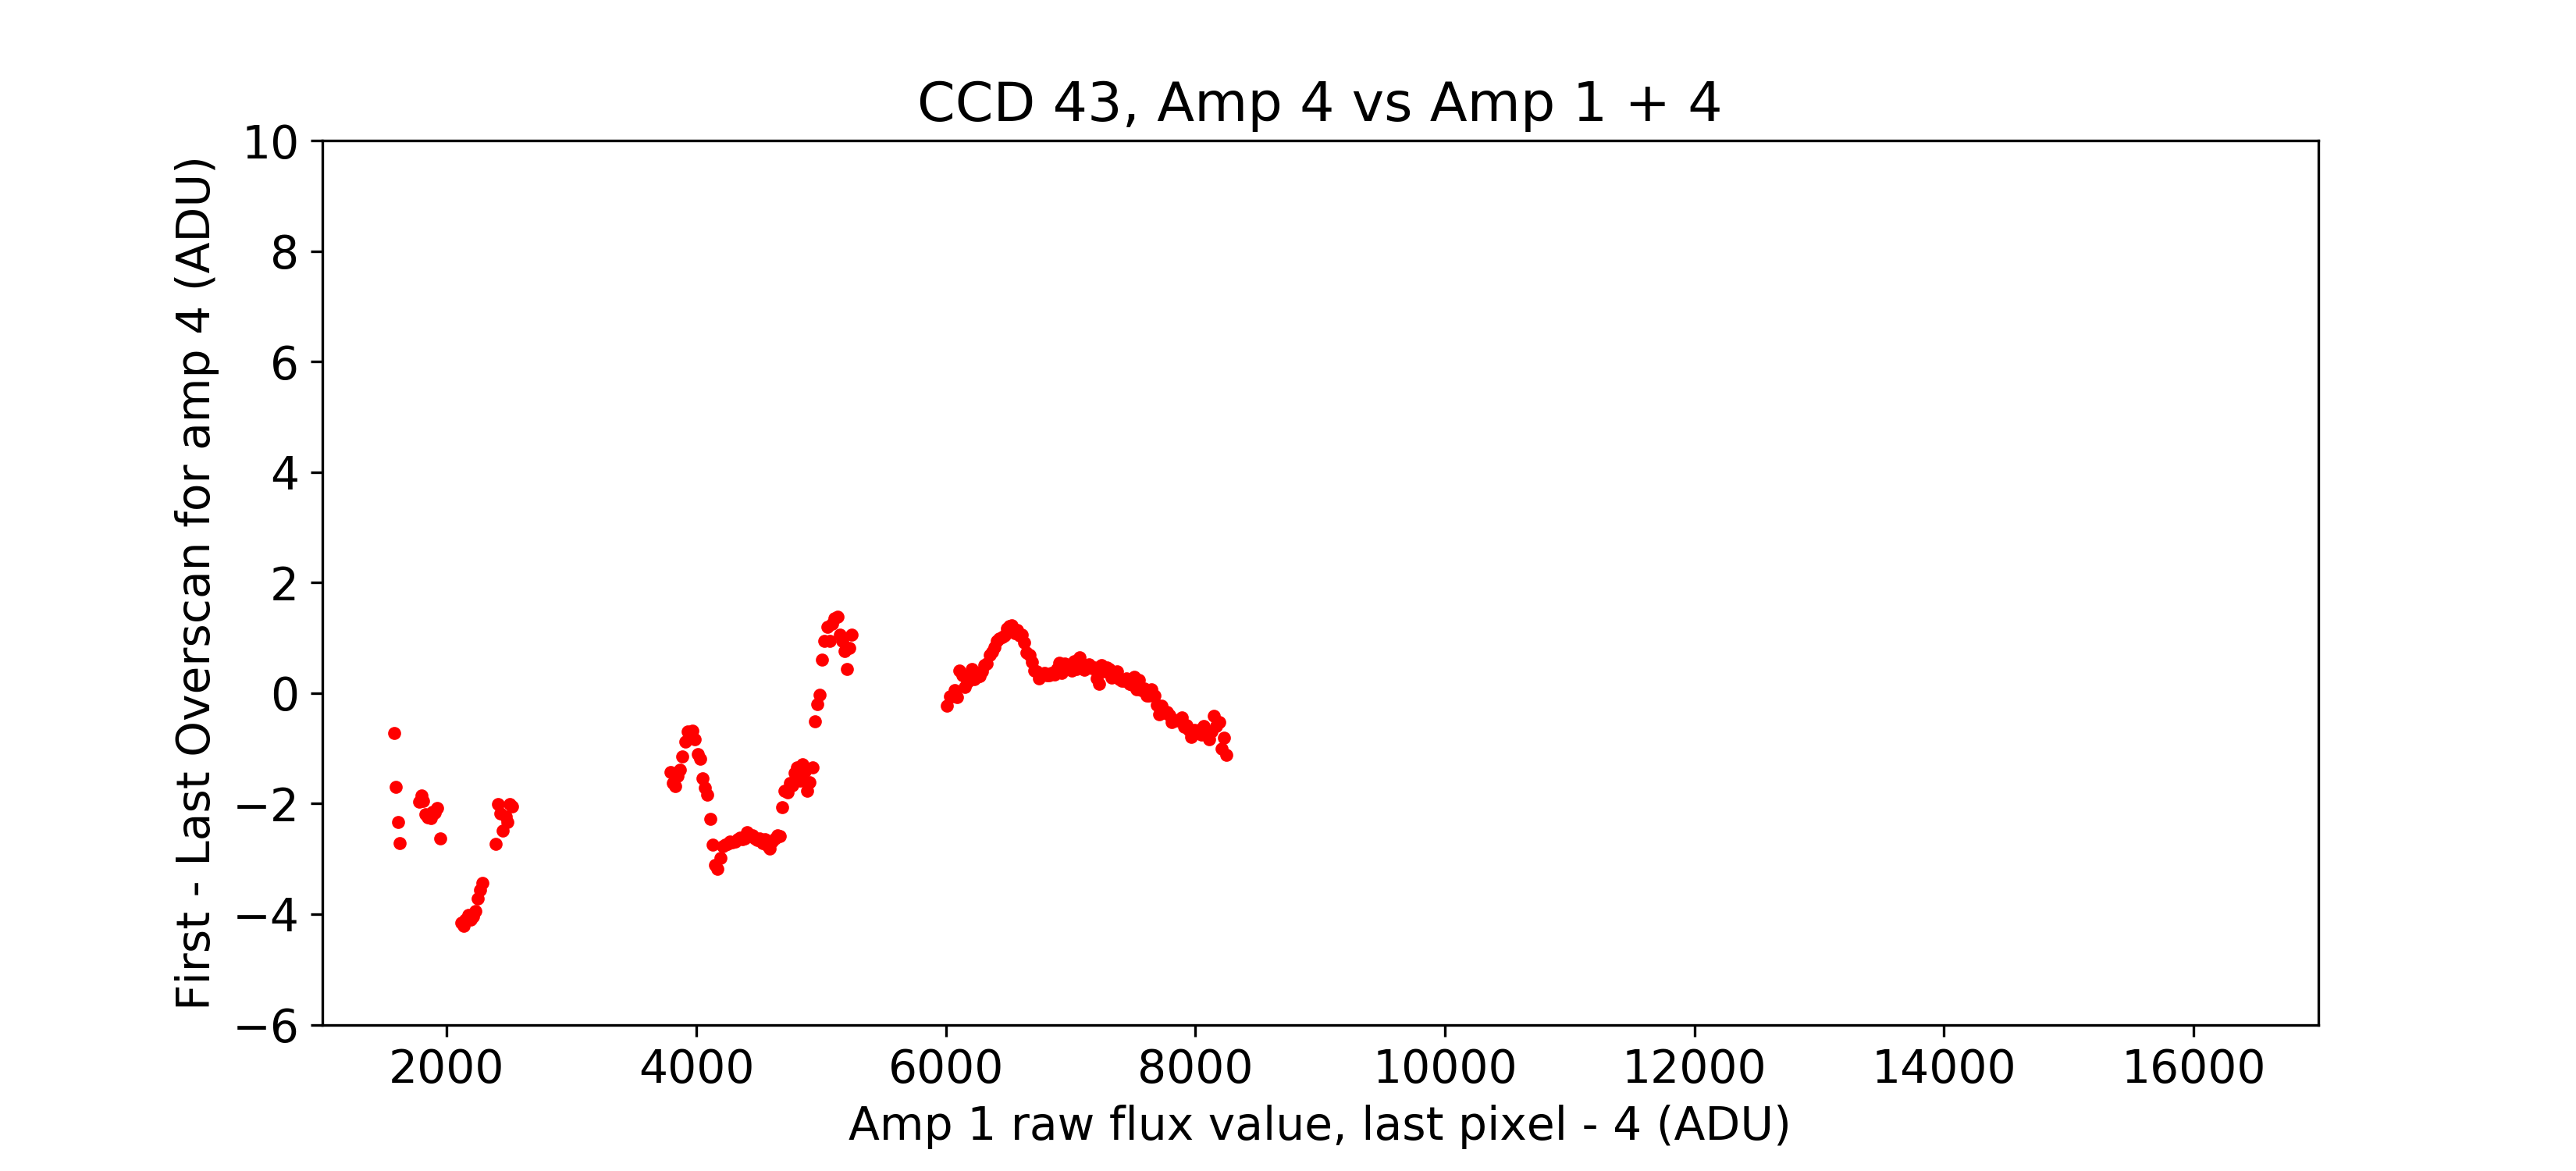 CCD 43, Amp 4 vs Amp 1 + 4
First - Last Overscan for amp 4 (ADU)
10
8
6
4
2
0
−2
−4
−6
2000 4000 6000 8000 10000 12000 14000 16000
Amp 1 raw flux value, last pixel - 4 (ADU)